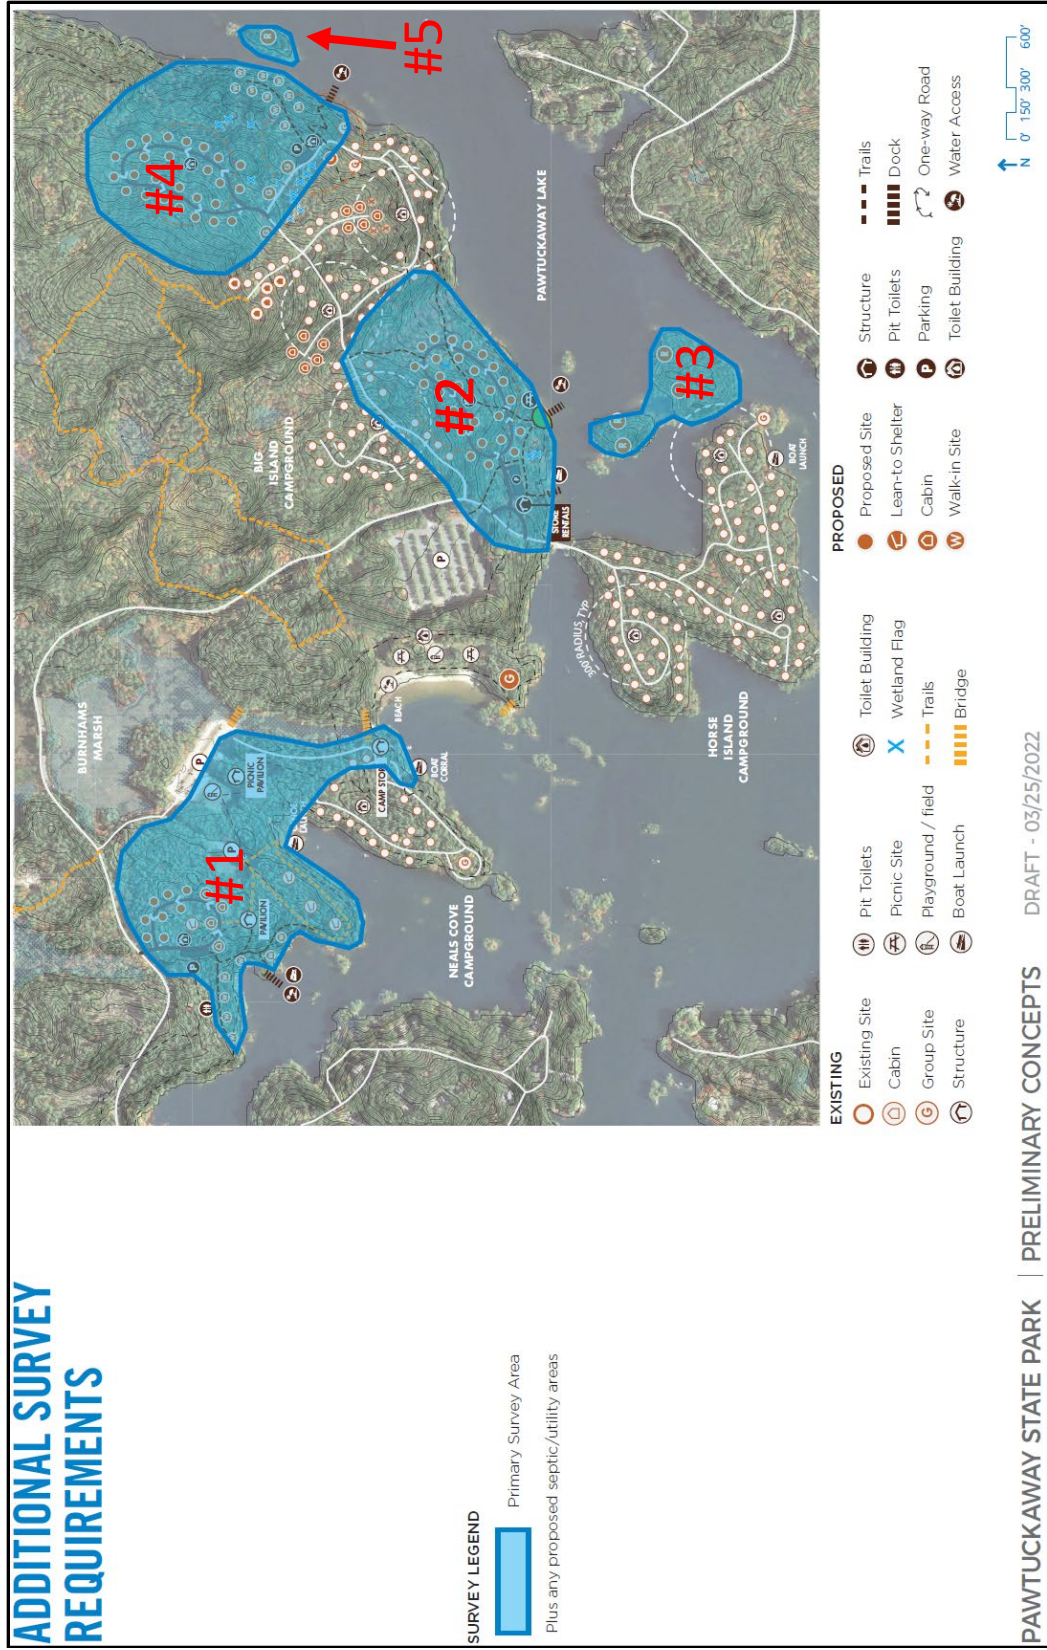 ADDITIONAL SURVEY
REQUIREMENTS
SURVEY LEGEND
Primary Survey Area
Plus any proposed septic/utility areas
#1
#2
#3
#4
#5
BURNHAMS
MARSH
BIG
ISLAND
CAMPGROUND
PAWTUCKAWAY LAKE
PICNIC
PAVILION
PAVILION
CAMP STO
BEACH
BOAT
CORRAL
NEALS COVE
CAMPGROUND
STORE
RENTALS
300' RADIUS, TYP
HORSE
ISLAND
CAMPGROUND
BOAT
LAUNCH
P
P
P
P
P
G
G
G
G
R
R
R
R
EXISTING
Existing Site
Cabin
G Group Site
Structure
Pit Toilets
Picnic Site
Playground / field
Boat Launch
Toilet Building
X Wetland Flag
Trails
Bridge
PROPOSED
Proposed Site
Lean-to Shelter
Cabin
W Walk-in Site
Structure
Pit Toilets
P Parking
Toilet Building
Trails
Dock
One-way Road
Water Access
N 0' 150' 300' 600'
PAWTUCKAWAY STATE PARK | PRELIMINARY CONCEPTS DRAFT - 03/25/2022